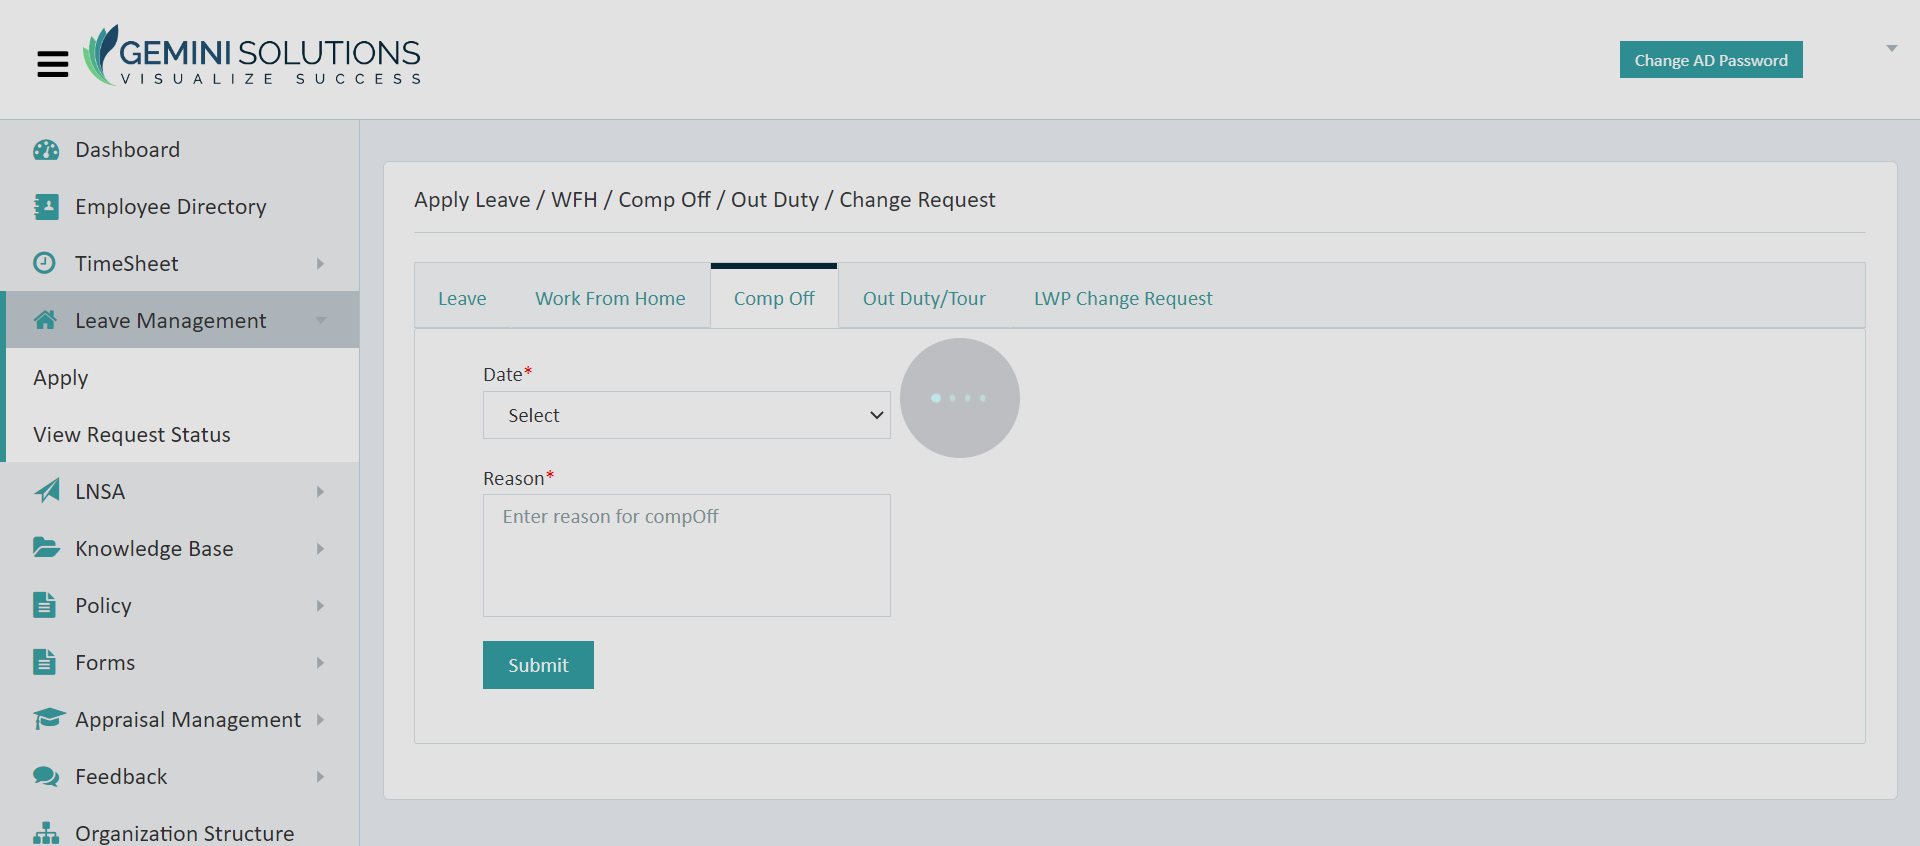 GEMINI SOLUTIONS
VISUALIZE SUCCESS
Change AD Password
Dashboard
Employee Directory
TimeSheet
Leave Management
Apply
View Request Status
LNSA
Knowledge Base
Policy
Forms
Appraisal Management
Feedback
Organization Structure
Apply Leave / WFH / Comp Off / Out Duty / Change Request
Leave Work From Home Comp Off Out Duty/Tour LWP Change Request
Date*
Select
Reason*
Enter reason for compOff
Submit